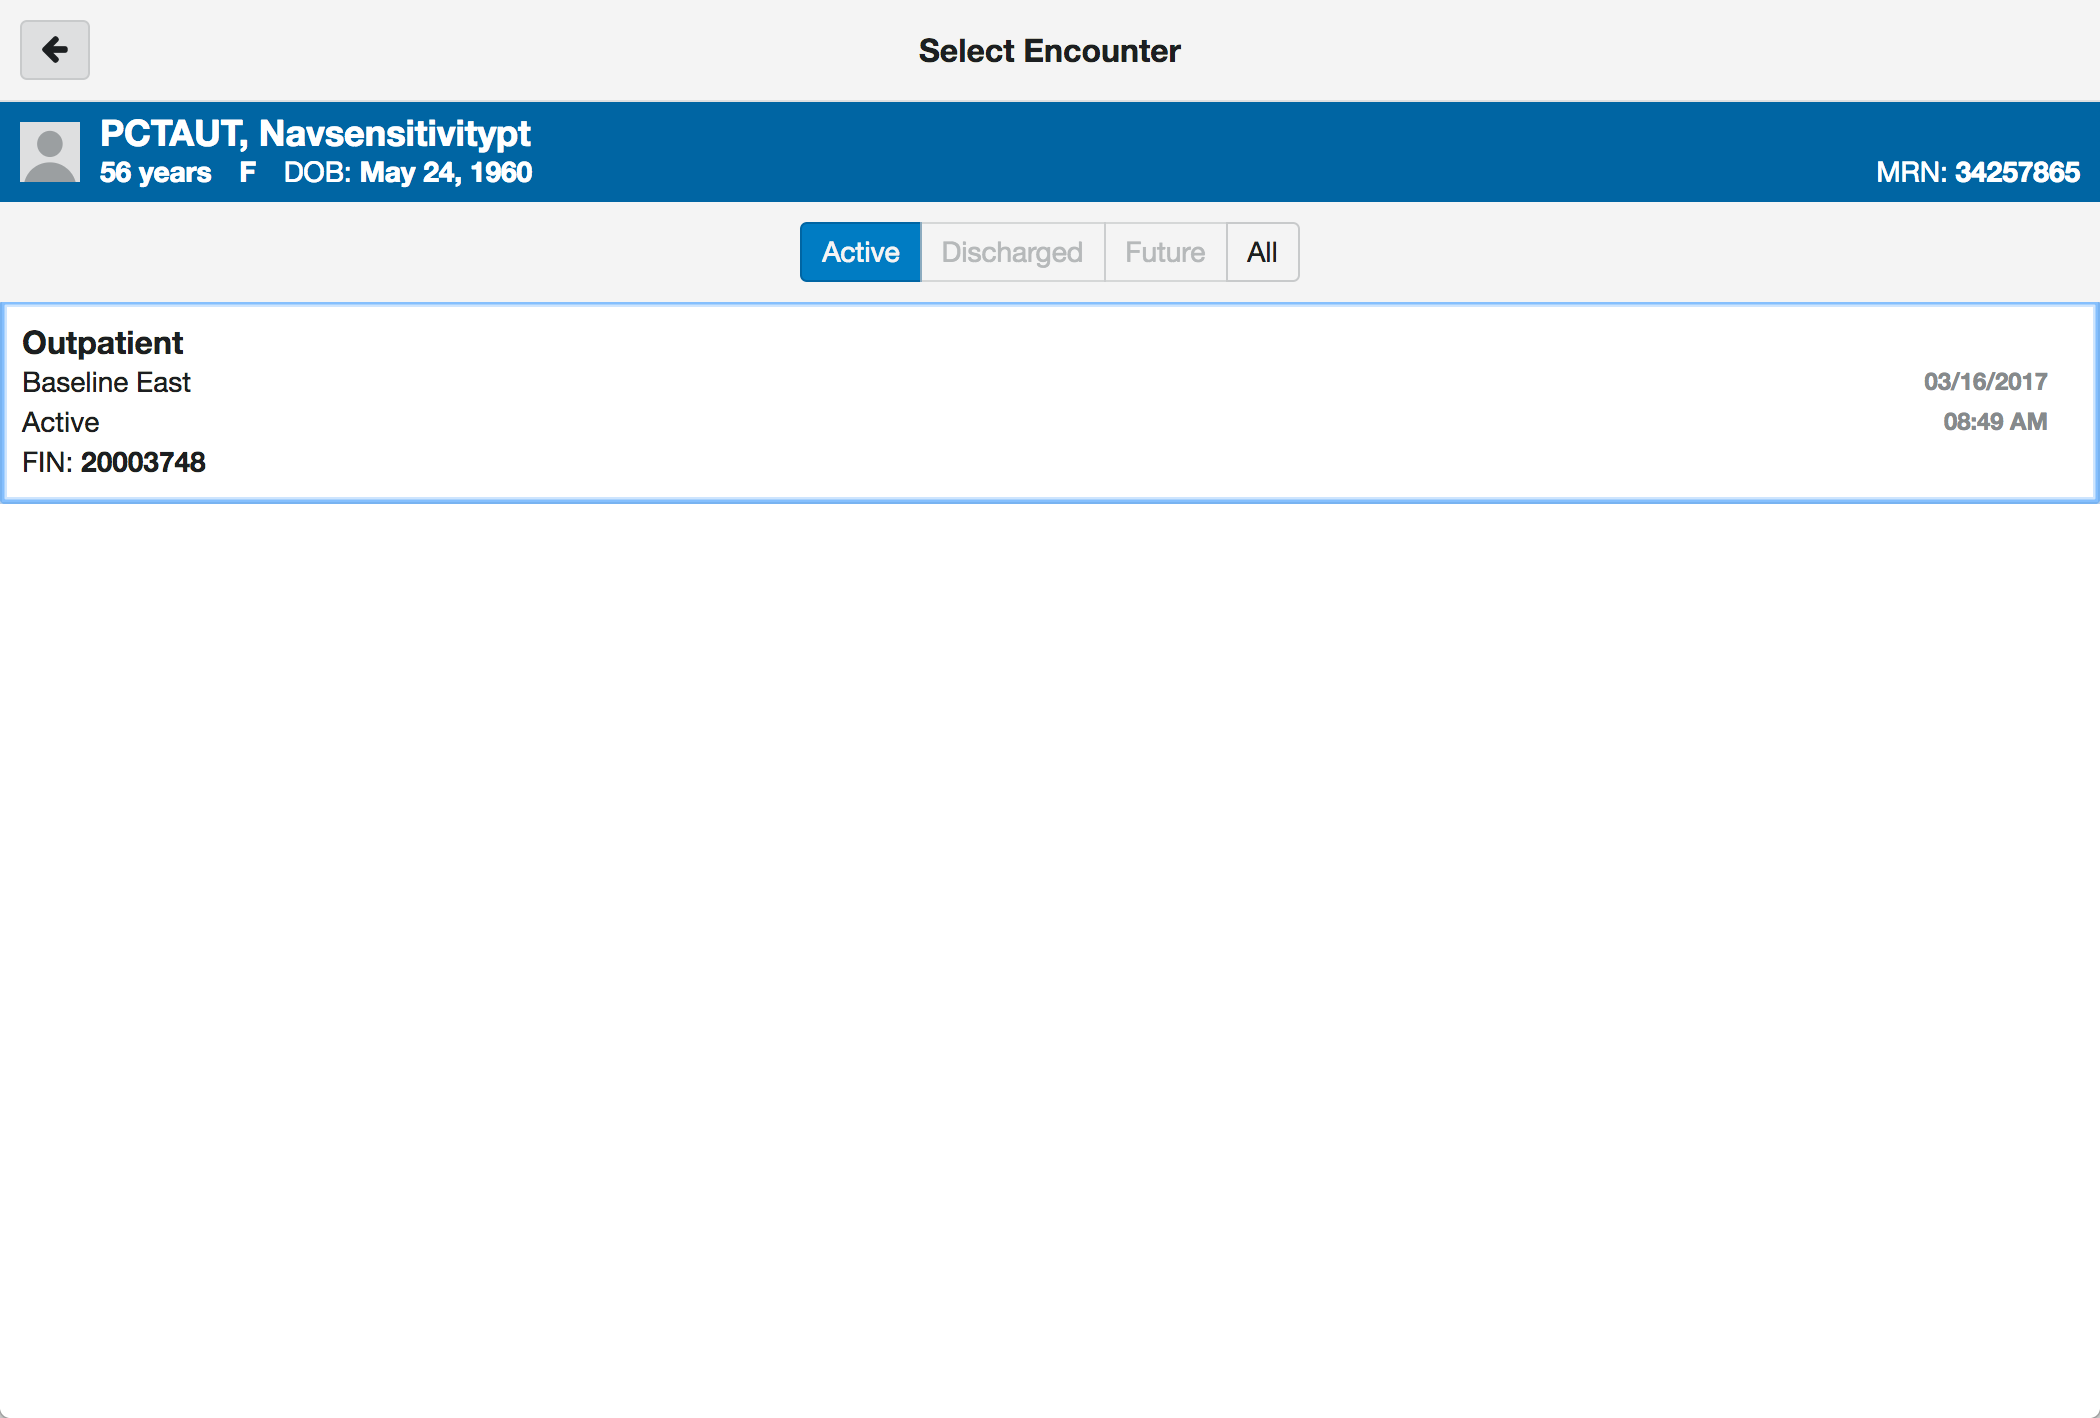 Select Encounter
PCTAUT, Navsensitivitypt
56 years F DOB: May 24, 1960 MRN: 34257865
Active Discharged Future All
Outpatient
Baseline East 03/16/2017
Active 08:49 AM
FIN: 20003748